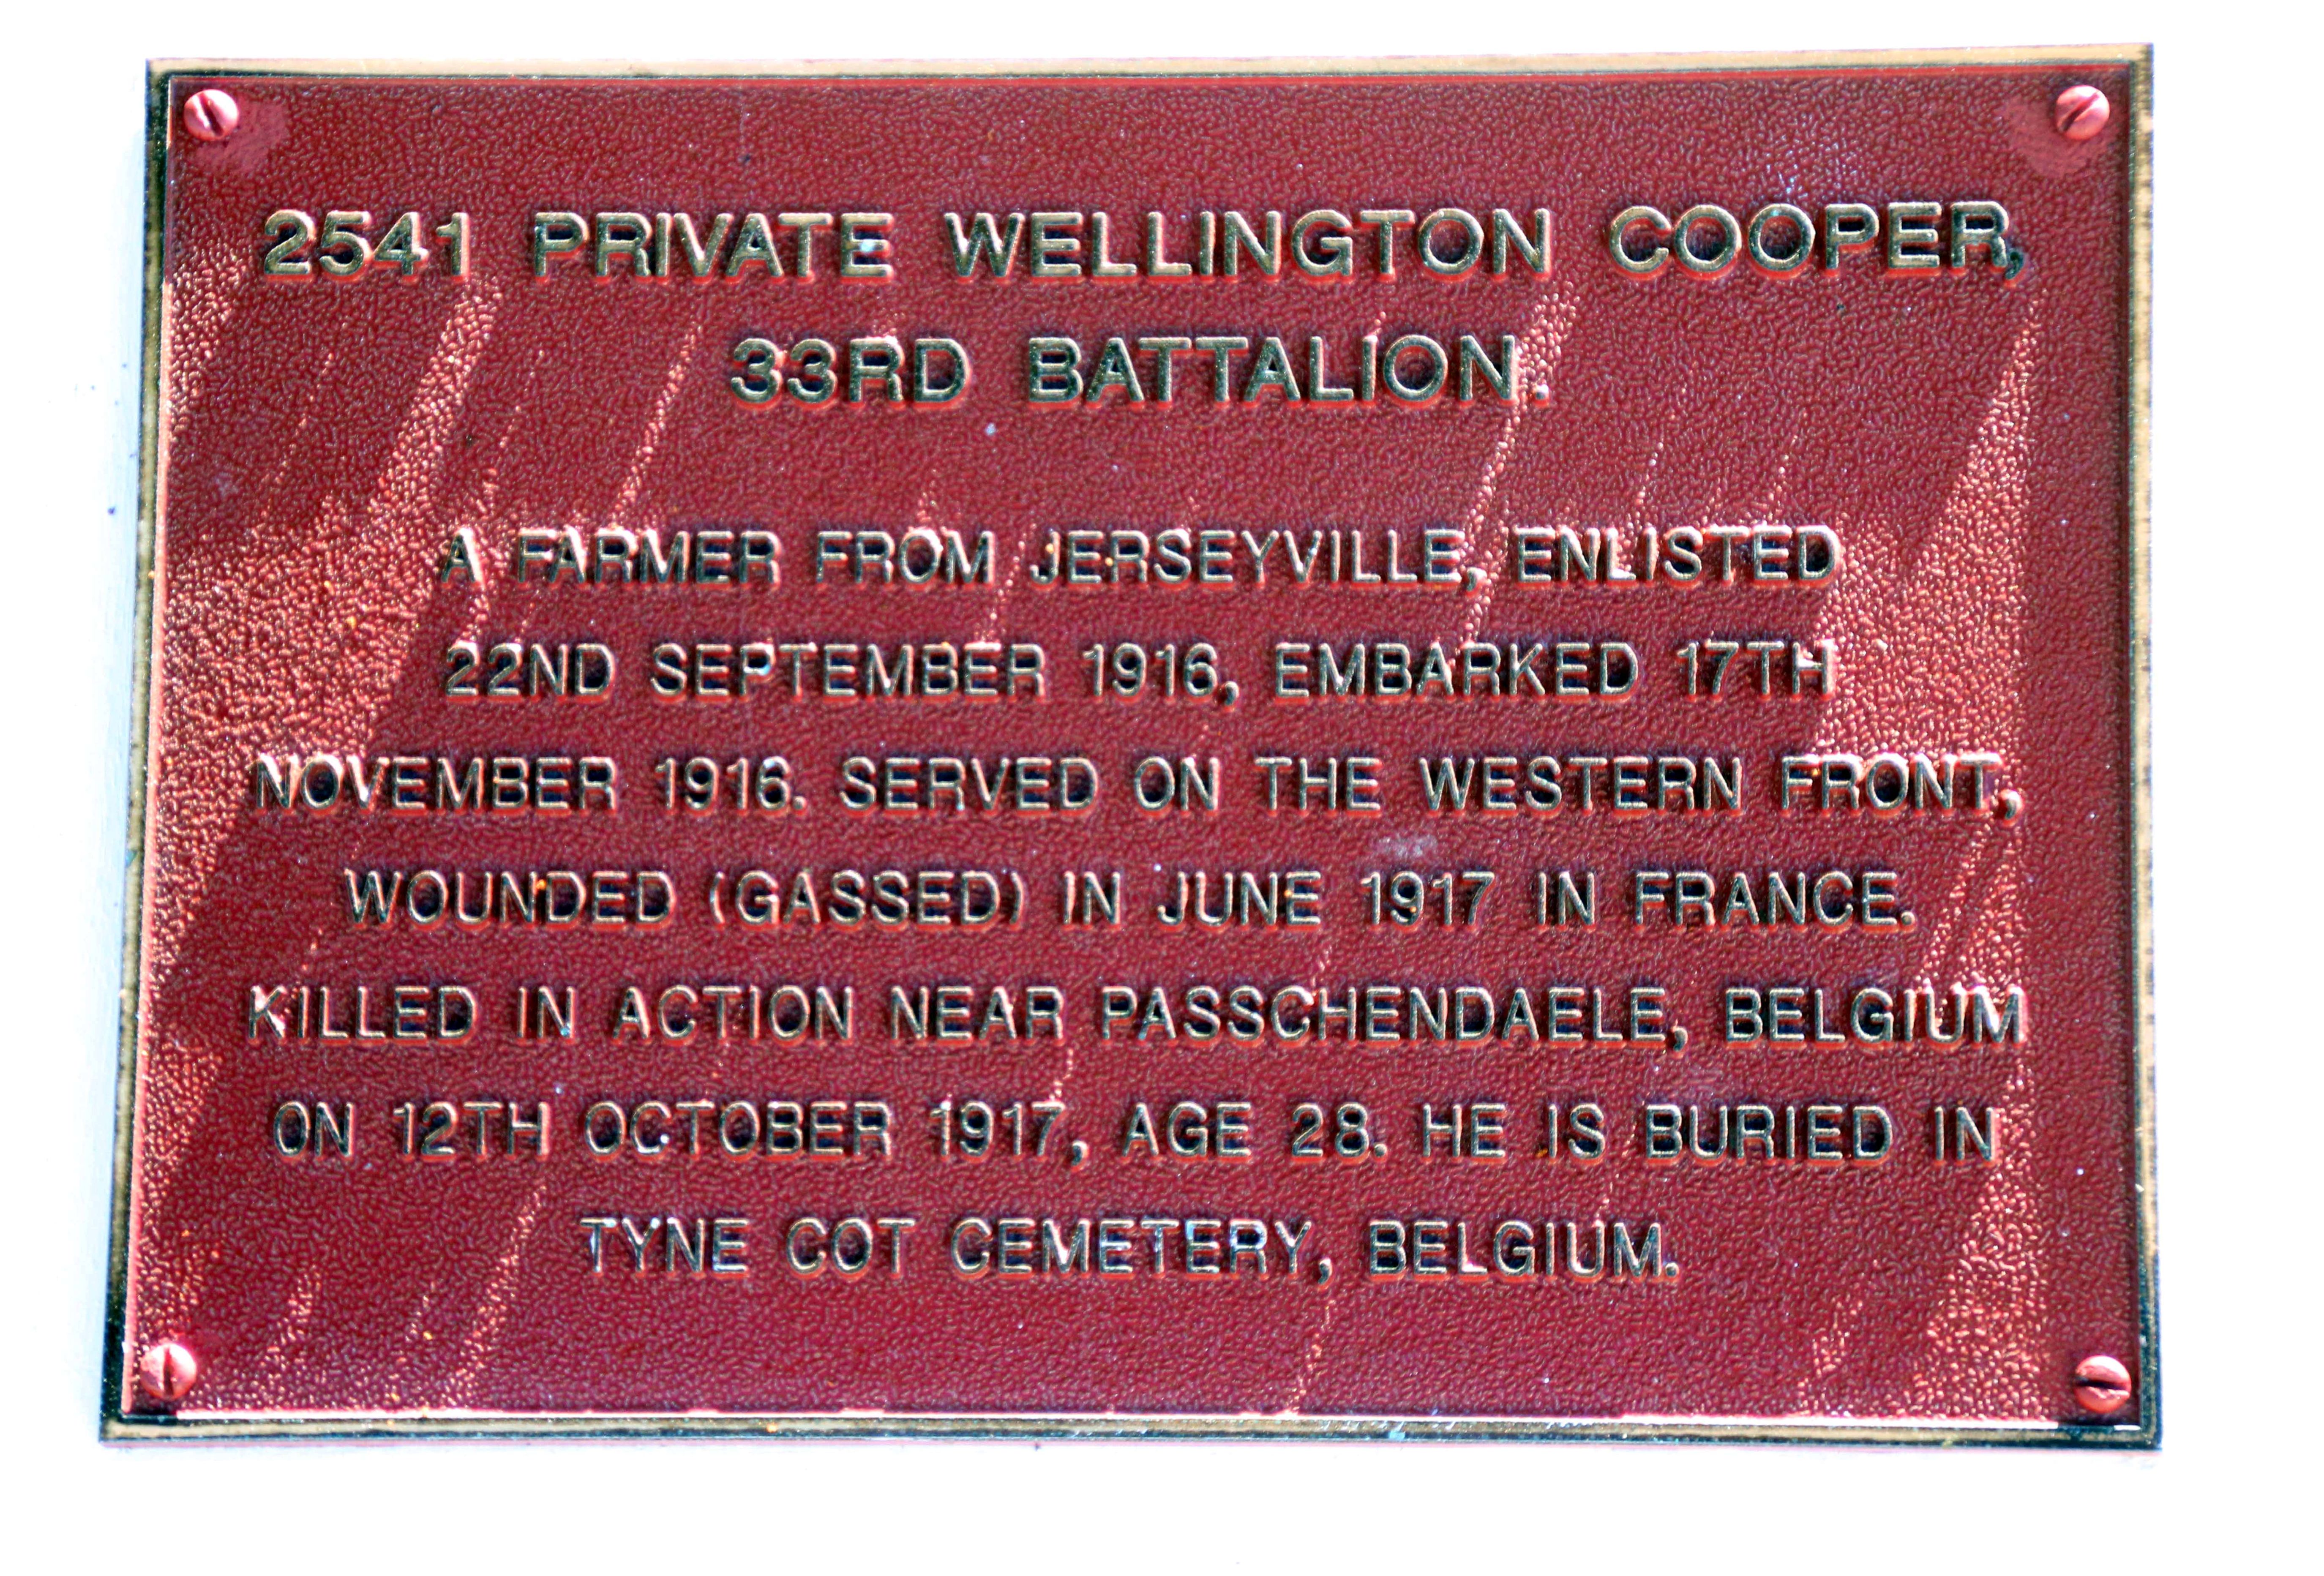 2541 PRIVATE WELLINGTON COOPER,
33RD BATTALION.
A FARMER FROM JERSEYVILLE, ENLISTED
22ND SEPTEMBER 1916, EMBARKED 17TH
NOVEMBER 1916. SERVED ON THE WESTERN FRONT,
WOUNDED (GASSED) IN JUNE 1917 IN FRANCE.
KILLED IN ACTION NEAR PASSCHENDAELE, BELGIUM
ON 12TH OCTOBER 1917, AGE 28. HE IS BURIED IN
TYNE COT CEMETERY, BELGIUM.